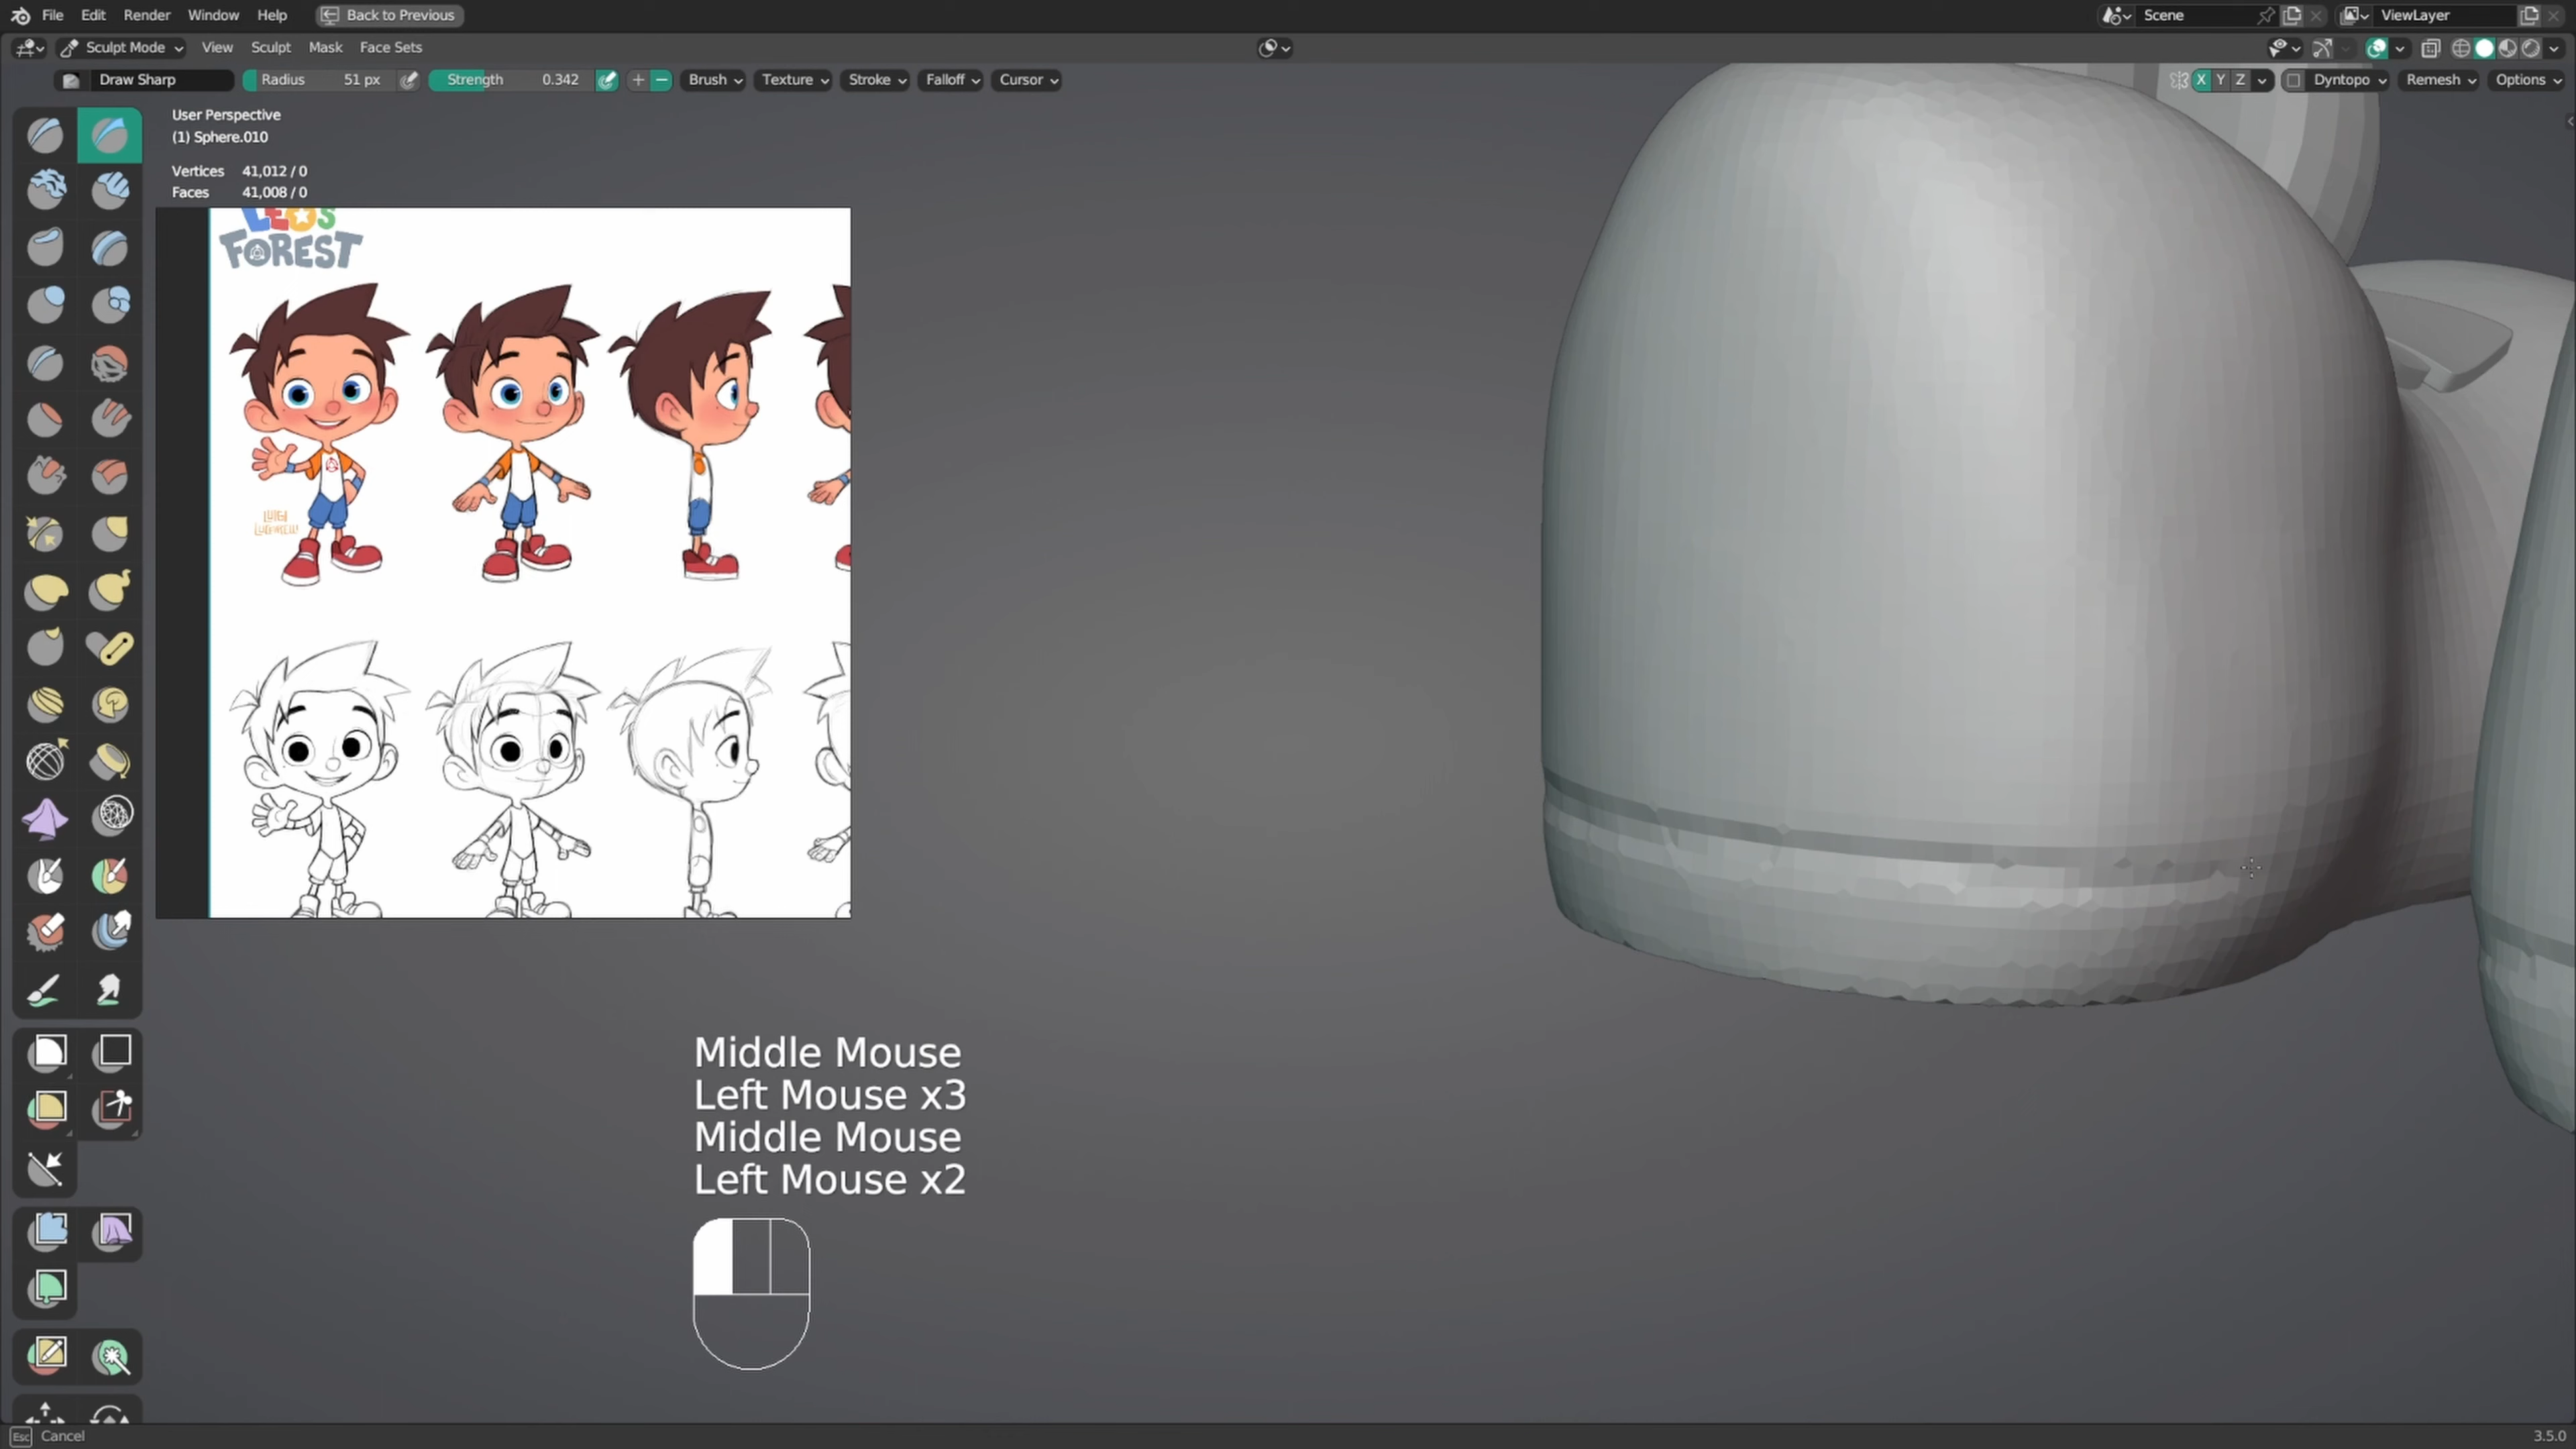 File Edit Render Window Help Back to Previous Scene ViewLayer
Sculpt Mode View Sculpt Mask Face Sets
Draw Sharp Radius 51 px Strength 0.342 Brush Texture Stroke Falloff Cursor X Y Z Dyntopo Remesh Options
User Perspective
(1) Sphere.010
Vertices 41,012 / 0
Faces 41,008 / 0
LEO'S
FOREST
LUIGI
Middle Mouse
Left Mouse x3
Middle Mouse
Left Mouse x2
Esc Cancel 3.5.0